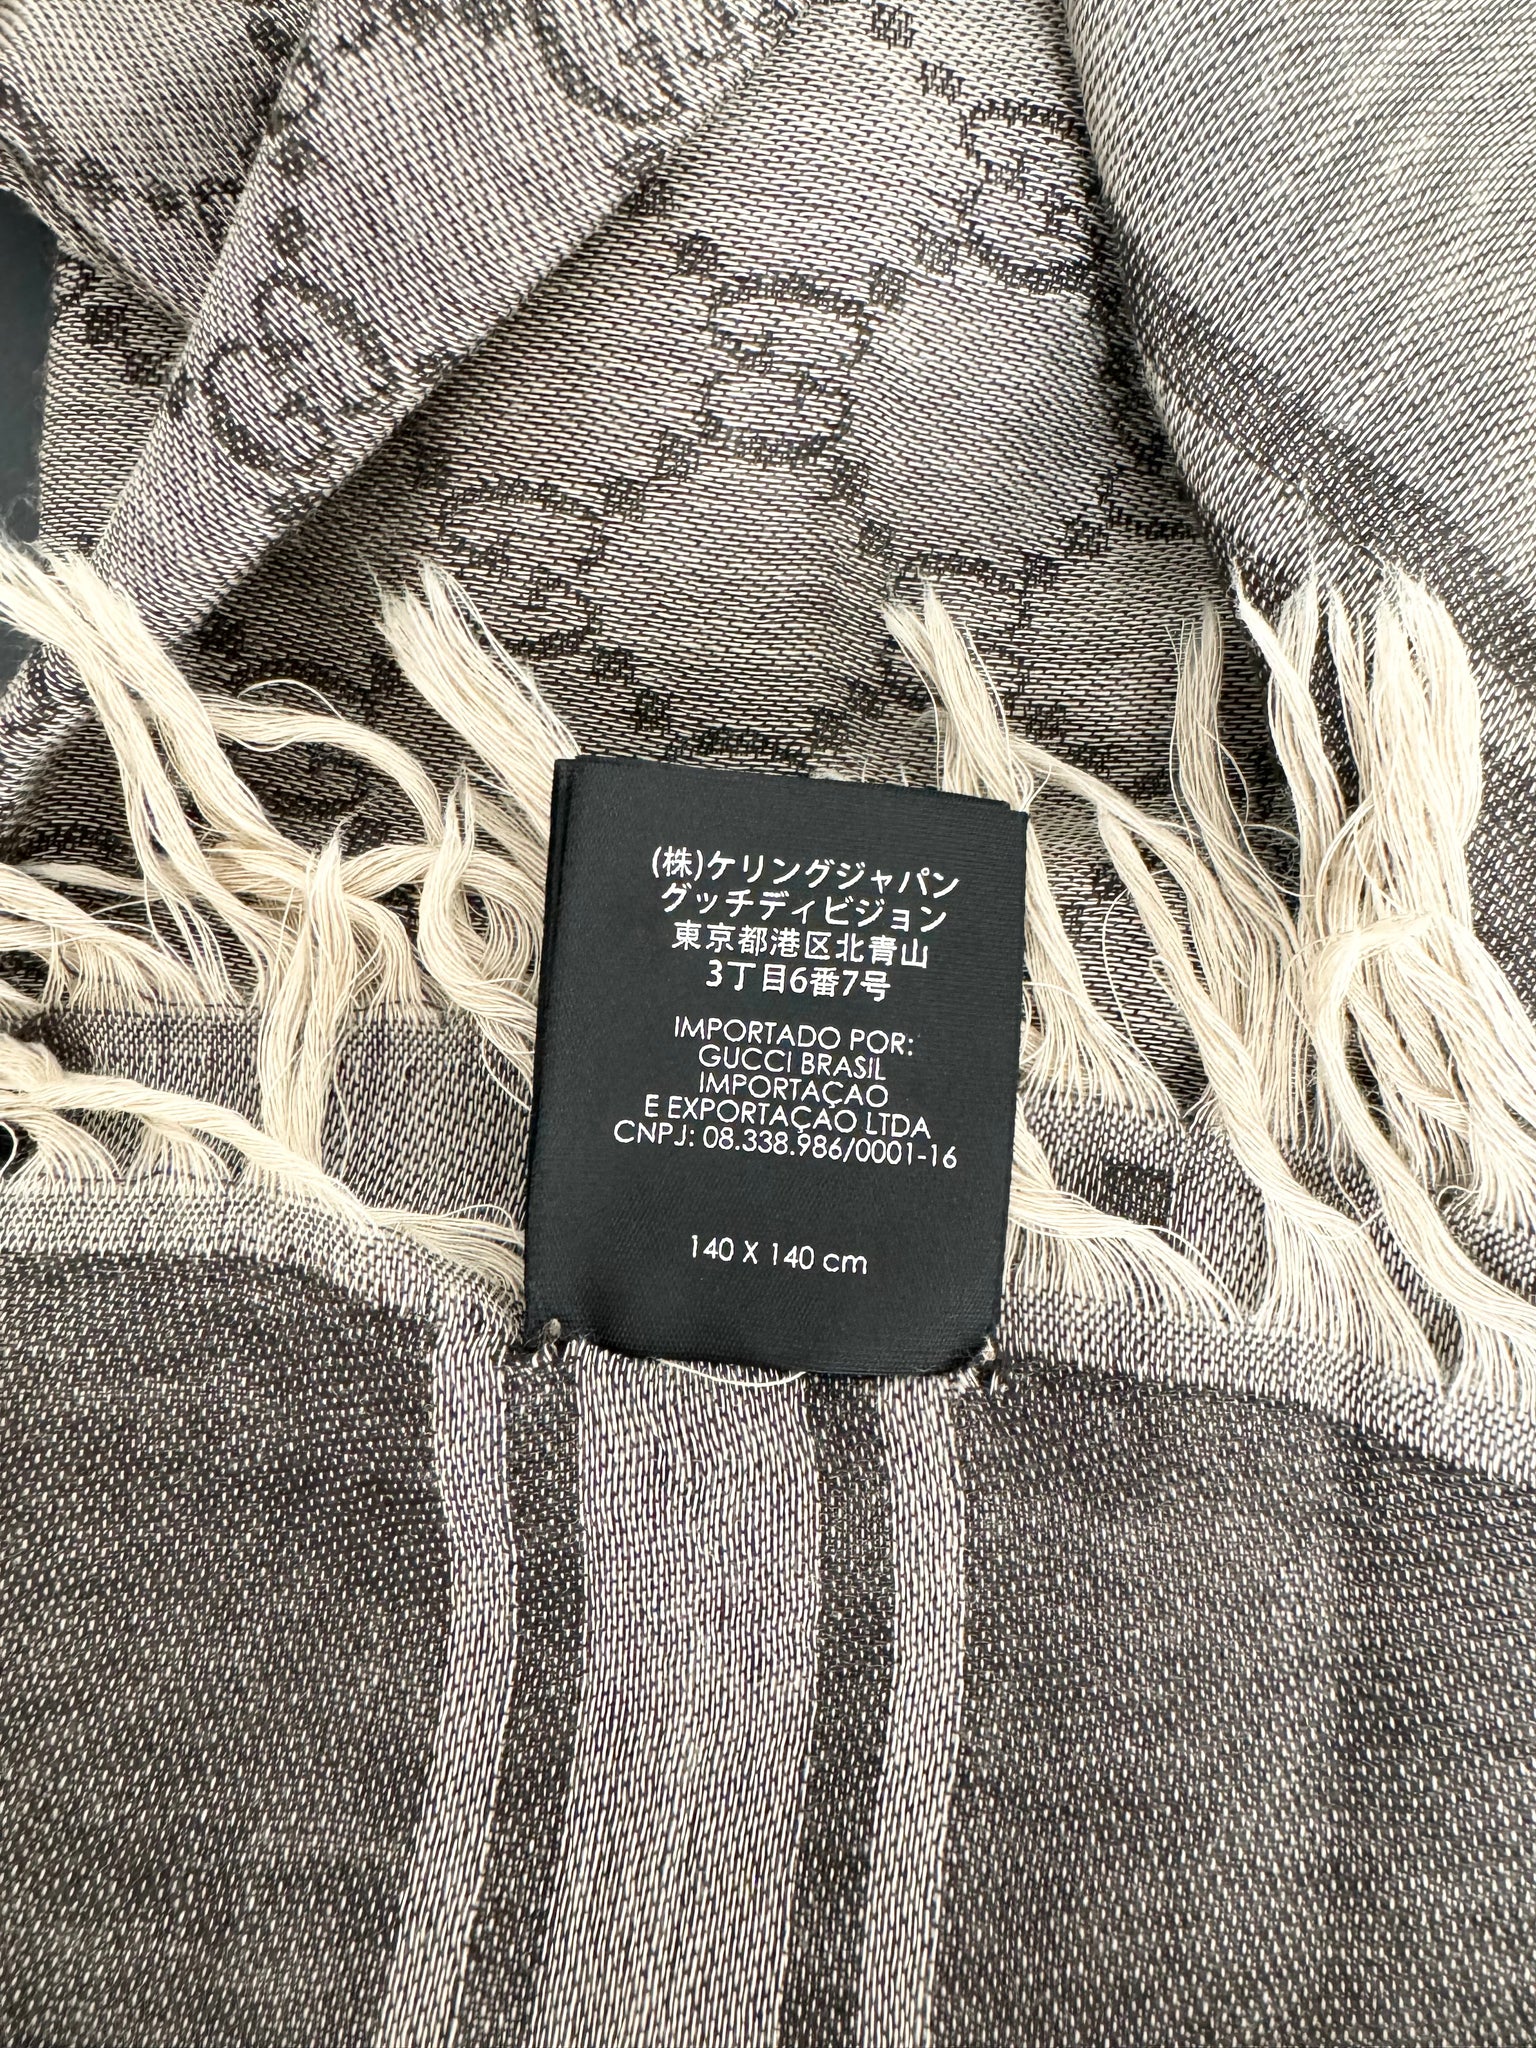 (株)ケリングジャパン
グッチディビジョン
東京都港区北青山
3丁目6番7号
IMPORTADO POR:
GUCCI BRASIL
IMPORTAÇAO
E EXPORTAÇAO LTDA
CNPJ: 08.338.986/0001-16
140 X 140 cm